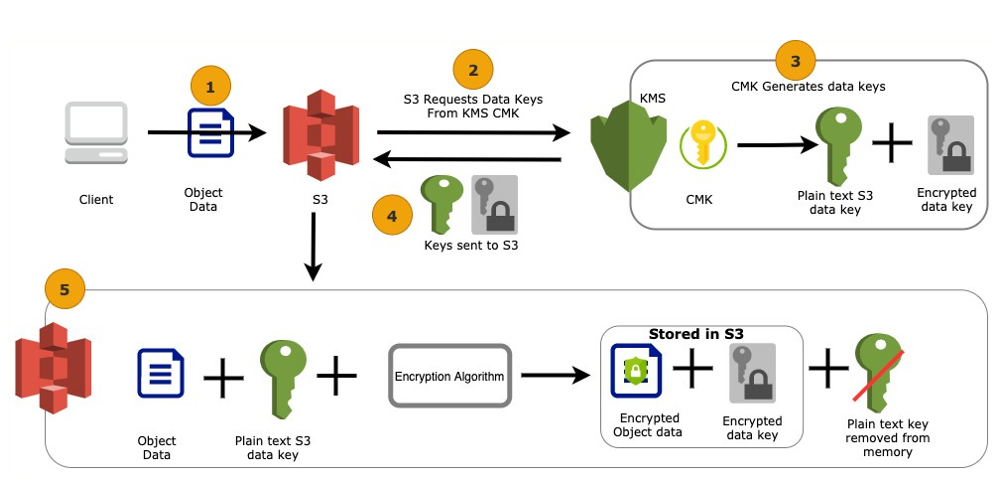 1
2
3
CMK Generates data keys
S3 Requests Data Keys
From KMS CMK
KMS
Client
Object
Data
S3
CMK
Plain text S3
data key
Encrypted
data key
4
Keys sent to S3
5
Stored in S3
Encryption Algorithm
Object
Data
Plain text S3
data key
Encrypted
Object data
Encrypted
data key
Plain text key
removed from
memory